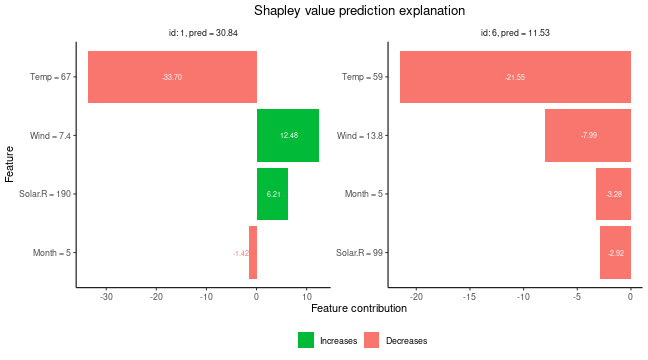 Shapley value prediction explanation
id: 1, pred = 30.84
id: 6, pred = 11.53
Feature
Temp = 67
-33.70
Wind = 7.4
12.48
Solar.R = 190
6.21
Month = 5
-1.42
-30 -20 -10 0 10
Temp = 59
-21.55
Wind = 13.8
-7.99
Month = 5
-3.28
Solar.R = 99
-2.92
-20 -15 -10 -5 0
Feature contribution
Increases Decreases